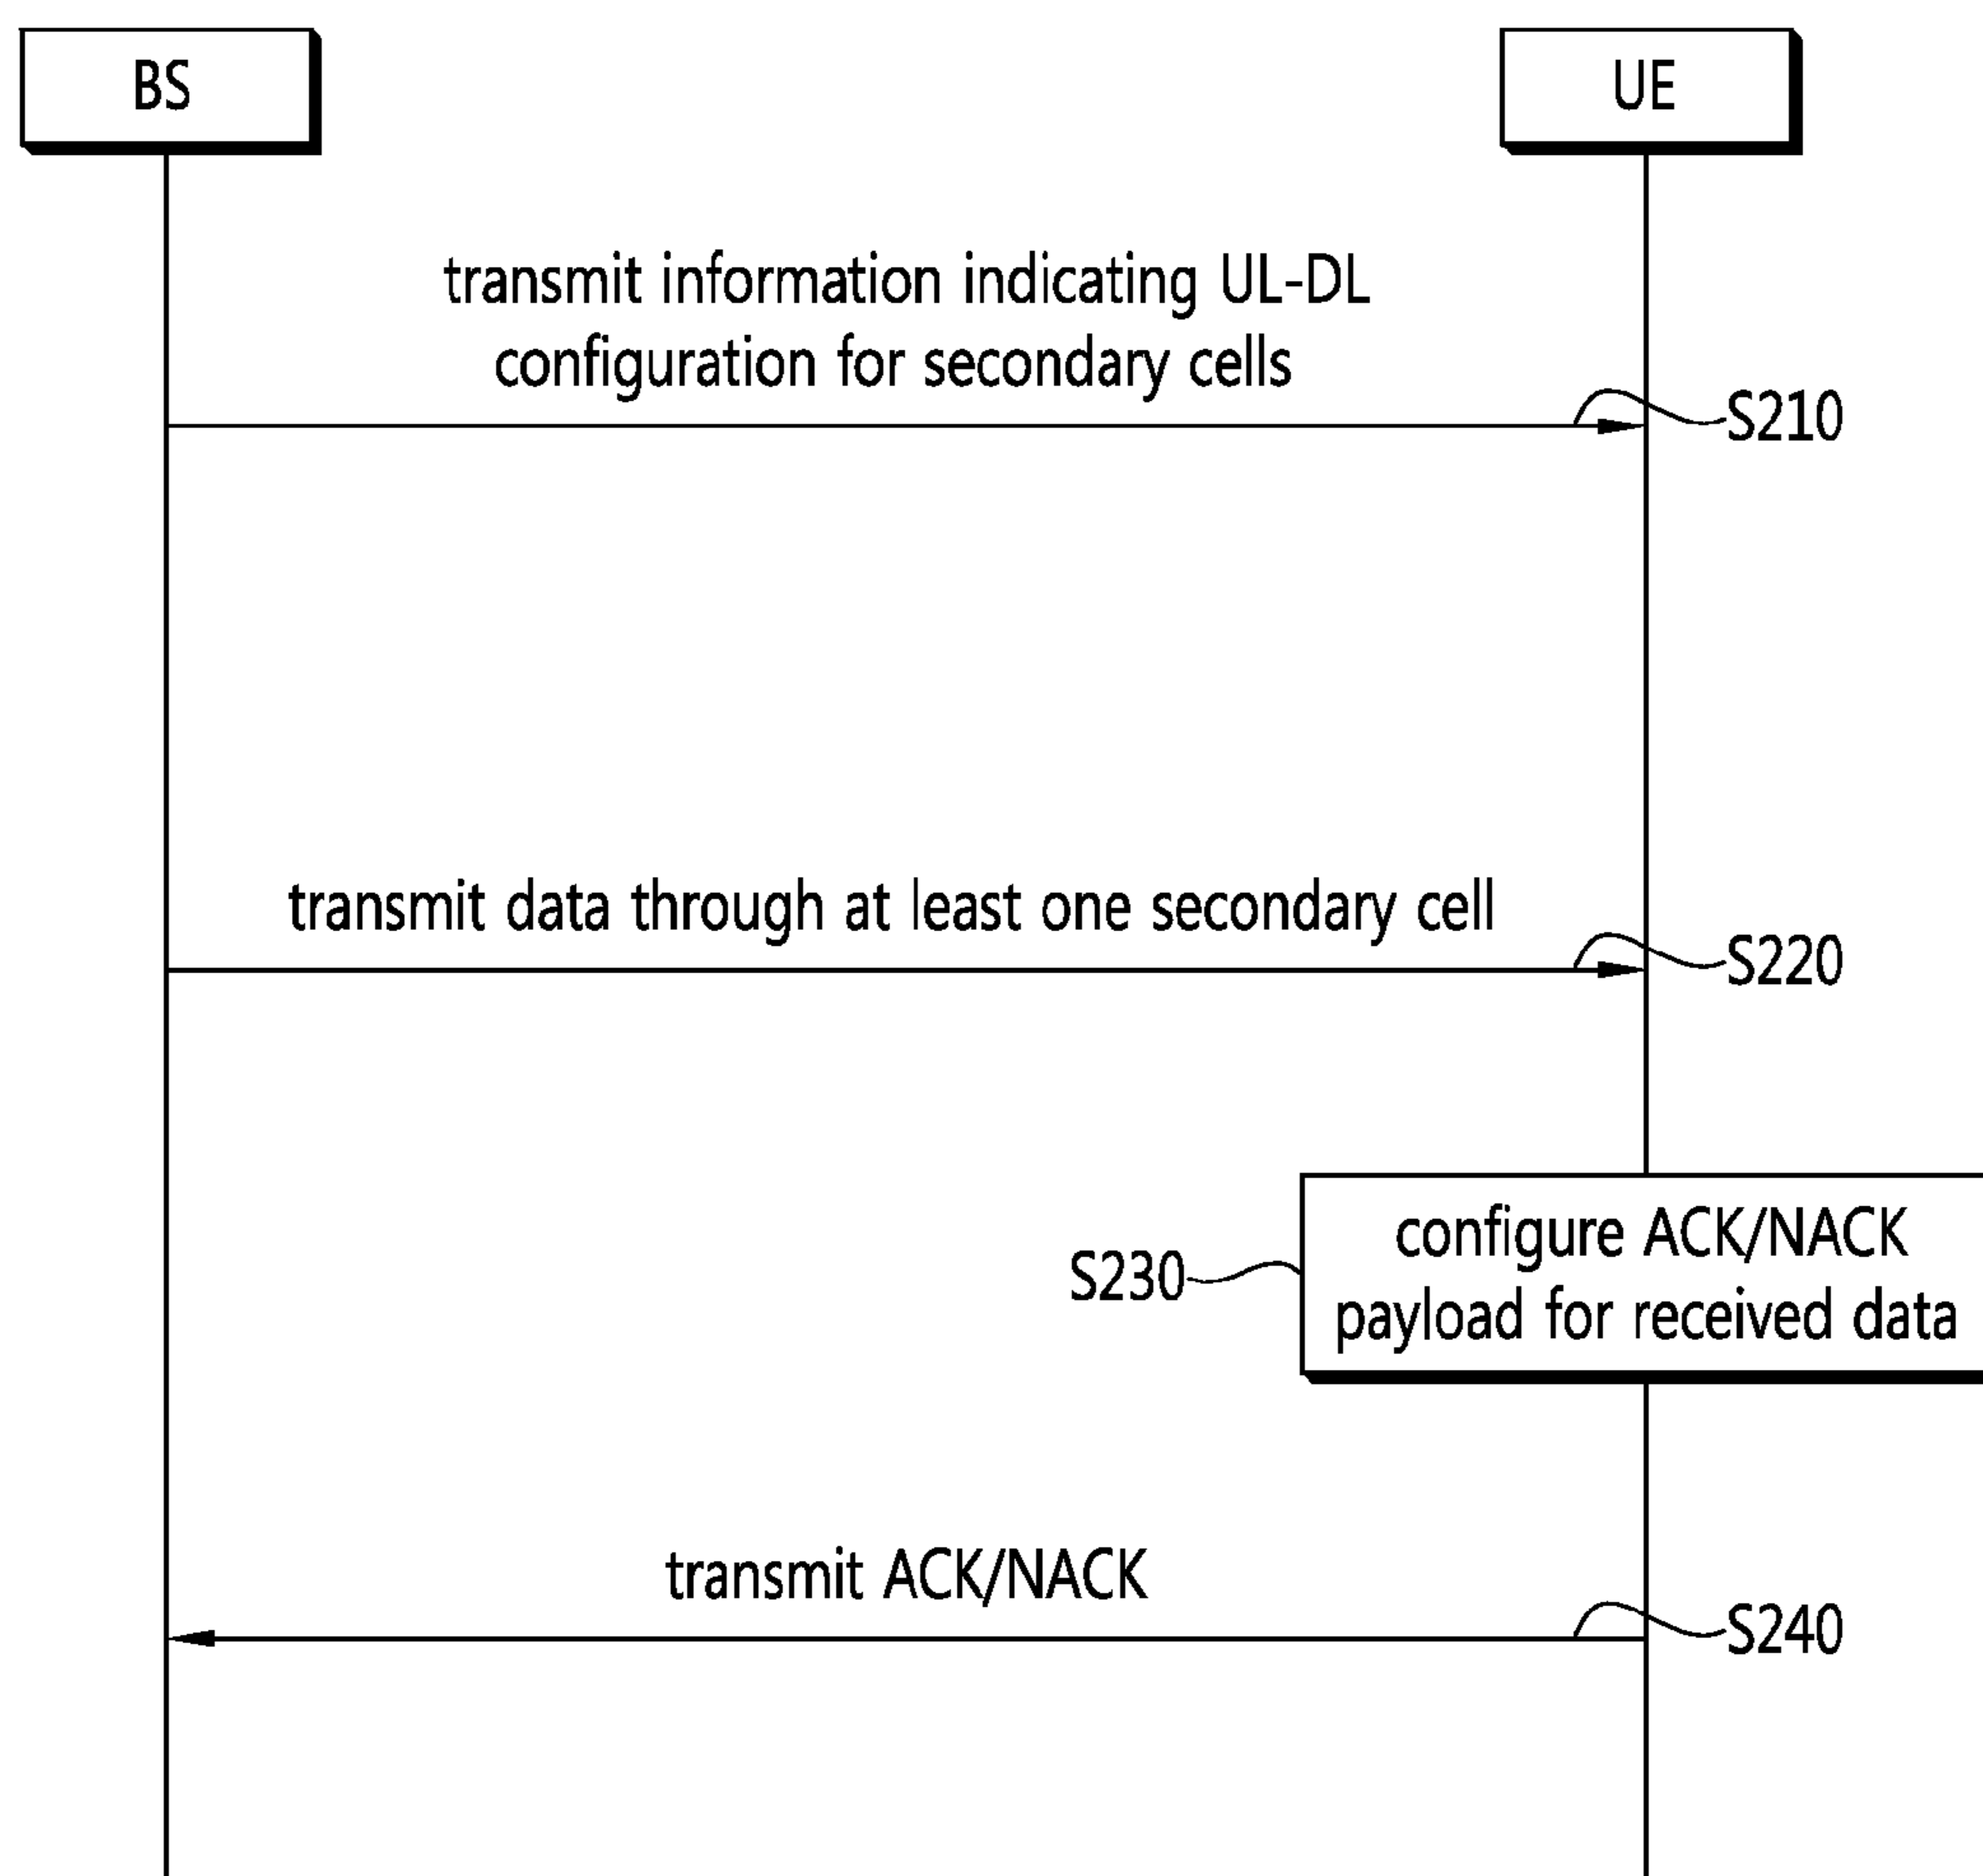 BS
UE
transmit information indicating UL-DL
configuration for secondary cells
S210
transmit data through at least one secondary cell
S220
configure ACK/NACK
payload for received data
S230
transmit ACK/NACK
S240